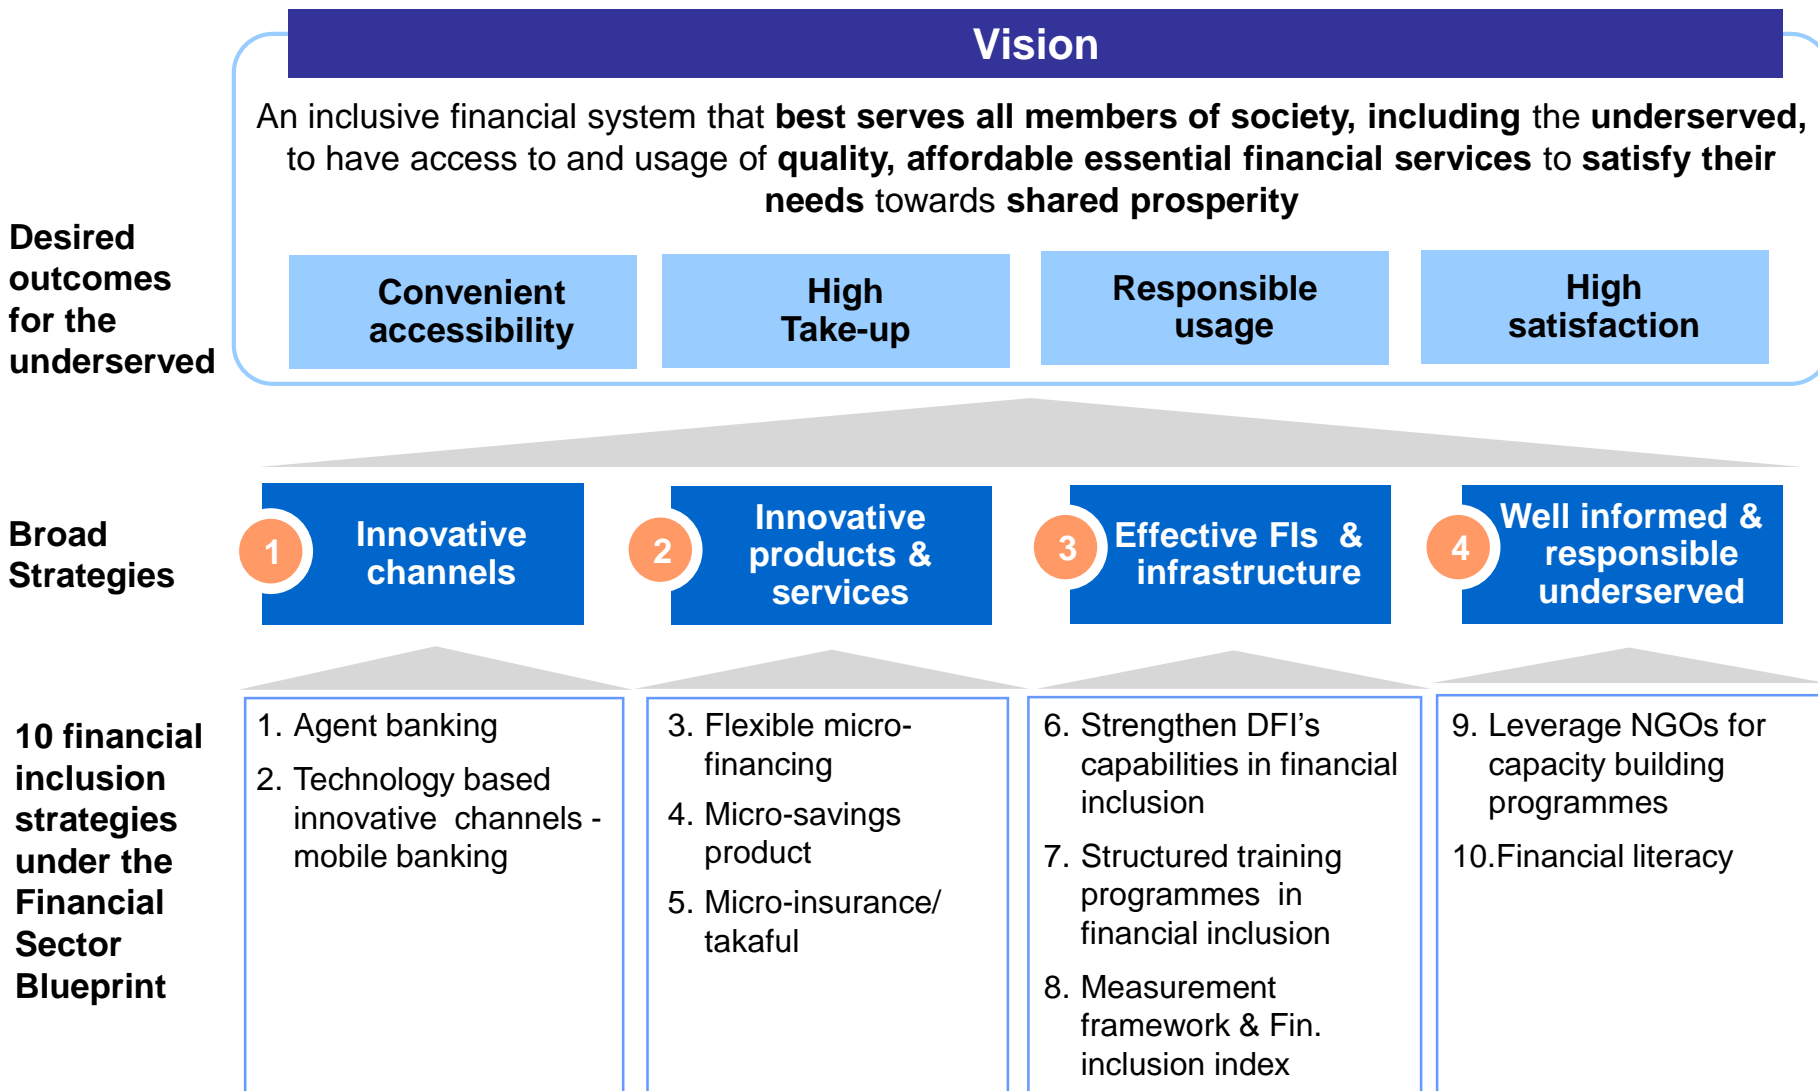 Vision
An inclusive financial system that best serves all members of society, including the underserved,
to have access to and usage of quality, affordable essential financial services to satisfy their
needs towards shared prosperity
Desired
outcomes
for the
underserved
Convenient
accessibility
High
Take-up
Responsible
usage
High
satisfaction
Broad
Strategies
1
Innovative
channels
2
Innovative
products &
services
3
Effective FIs &
infrastructure
4
Well informed &
responsible
underserved
10 financial
inclusion
strategies
under the
Financial
Sector
Blueprint
1. Agent banking
2. Technology based
innovative channels -
mobile banking
3. Flexible micro-
financing
4. Micro-savings
product
5. Micro-insurance/
takaful
6. Strengthen DFI's
capabilities in financial
inclusion
7. Structured training
programmes in
financial inclusion
8. Measurement
framework & Fin.
inclusion index
9. Leverage NGOs for
capacity building
programmes
10.Financial literacy